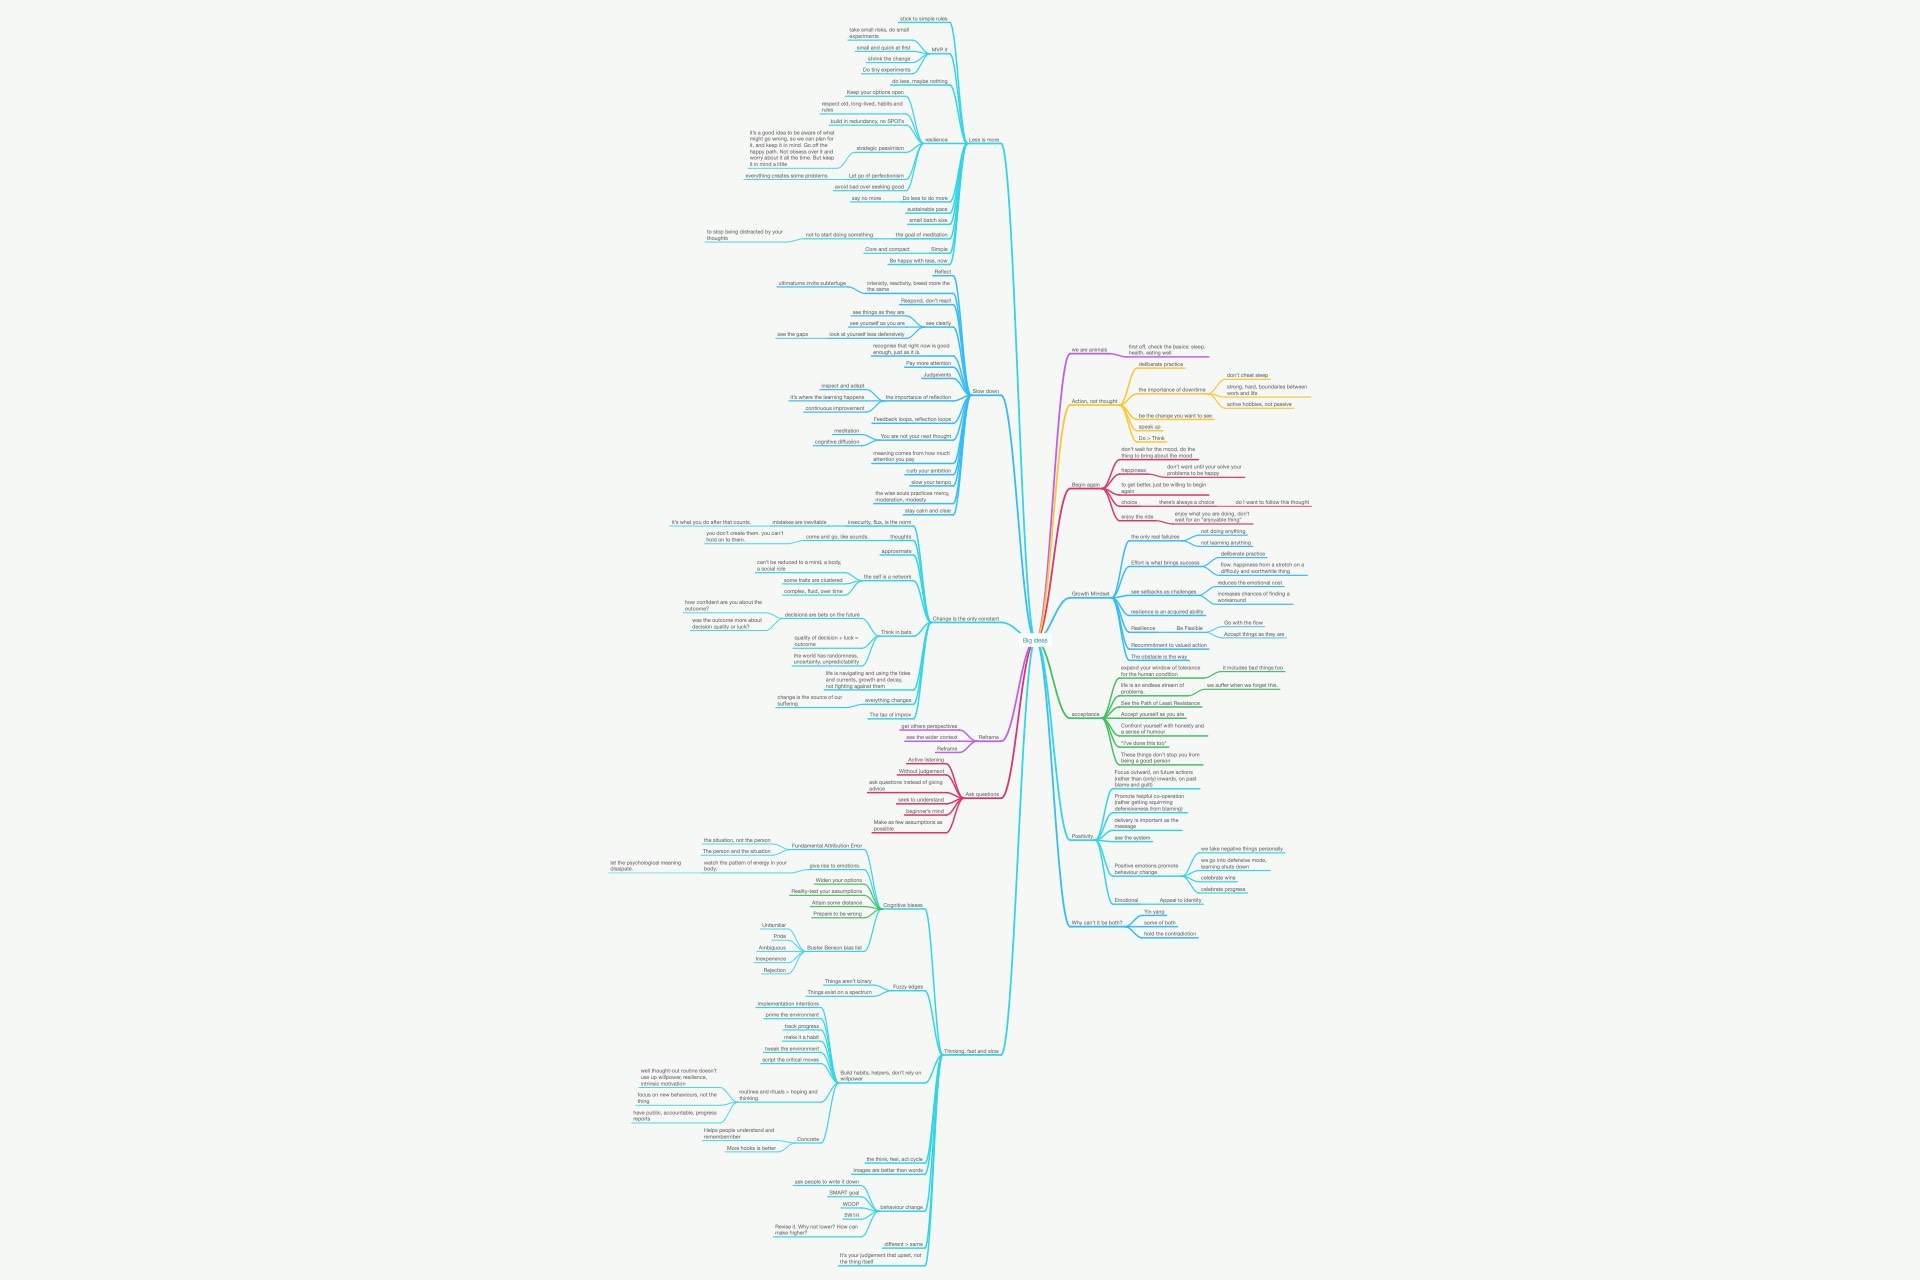 stick to simple rules
take small risks, do small
experiments
small and quick at first
shrink the change
Do tiny experiments
MVP it
do less, maybe nothing
Keep your options open
respect old, long-lived, habits and
rules
build in redundancy, no SPOFs
it's a good idea to be aware of what
might go wrong, so we can plan for
it, and keep it in mind. Go off the
happy path. Not obsess over it and
worry about it all the time. But keep
it in mind a little
strategic pessimism
everything creates some problems
Let go of perfectionism
avoid bad over seeking good
resilience
Less is more
say no more
Do less to do more
sustainable pace
small batch size
to stop being distracted by your
thoughts
not to start doing something.
the goal of meditation
Core and compact
Simple
Be happy with less, now
Reflect
ultimatums invite subterfuge
intensity, reactivity, breed more the
the same
Respond, don't react
see things as they are
see yourself as you are
see clearly
see the gaps
look at yourself less defensively
recognise that right now is good
enough, just as it is.
Pay more attention
Judgements
Slow down
inspect and adapt
it's where the learning happens
the importance of reflection
continuous improvement
Feedback loops, reflection loops
meditation
cognitive diffusion
You are not your next thought
meaning comes from how much
attention you pay
curb your ambition
slow your tempo
the wise souls practices mercy,
moderation, modesty
stay calm and clear
it's what you do after that counts,
mistakes are inevitable
insecurity, flux, is the norm
you don't create them. you can't
hold on to them.
come and go, like sounds.
thoughts
approximate
can't be reduced to a mind, a body,
a social role
some traits are clustered
complex, fluid, over time
the self is a network
how confident are you about the
outcome?
was the outcome more about
decision quality or luck?
decisions are bets on the future
quality of decision + luck =
outcome
the world has randomness,
uncertainty, unpredictability
Think in bets
Change is the only constant
life is navigating and using the tides
and currents, growth and decay,
not fighting against them
change is the source of our
suffering
everything changes
The tao of improv
get others perspectives
see the wider context
Reframe
Reframe
Active listening
Without judgement
ask questions instead of giving
advice
seek to understand
beginner's mind
Make as few assumptions as
possible.
Ask questions
the situation, not the person
The person and the situation
Fundamental Attribution Error
let the psychological meaning
dissipate.
watch the pattern of energy in your
body.
give rise to emotions.
Widen your options
Reality-test your assumptions
Attain some distance
Prepare to be wrong
Cognitive biases
Unfamiliar
Pride
Ambiquous
Inexperience
Rejection
Buster Benson bias list
Things aren't binary
Things exist on a spectrum
Fuzzy edges
implementation intentions
prime the environment
track progress
make it a habit
tweak the environment
script the critical moves
Thinking, fast and slow
Build habits, helpers, don't rely on
willpower
well thought-out routine doesn't
use up willpower, resilience,
intrinsic motivation
focus on new behaviours, not the
thing
have public, accountable, progress
reports
routines and rituals > hoping and
thinking
Helps people understand and
remembermber
More hooks is better
Concrete
the think, feel, act cycle
Images are better than words
ask people to write it down
SMART goal
WOOP
5W1H
Revise it. Why not lower? How can
make higher?
behaviour change
different > same
It's your judgement that upset, not
the thing itself
Big ideas
we are animals
first off, check the basics: sleep,
health, eating well
Action, not thought
deliberate practice
the importance of downtime
don't cheat sleep
strong, hard, boundaries between
work and life
active hobbies, not passive
be the change you want to see
speak up
Do > Think
Begin again
don't wait for the mood. do the
thing to bring about the mood
happiness
don't want until your solve your
problems to be happy
to get better, just be willing to begin
again
choice
there's always a choice
do I want to follow this thought
enjoy the ride
enjoy what you are doing, don't
wait for an "enjoyable thing"
Growth Mindset
the only real failures
not doing anything
not learning anything
Effort is what brings success
deliberate practice
flow. happiness from a stretch on a
difficuly and worthwhile thing
see setbacks as challenges
reduces the emotional cost
increases chances of finding a
workaround
resilience is an acquired ability
Resilience
Be Flexible
Go with the flow
Accept things as they are
Recommitment to valued action
The obstacle is the way
acceptance
expand your window of tolerance
for the human condition
it includes bad things too
life is an endless stream of
problems.
we suffer when we forget this.
See the Path of Least Resistance
Accept yourself as you are
Confront yourself with honesty and
a sense of humour
"I've done this too"
These things don't stop you from
being a good person
Positivity
Focus outward, on future actions
(rather than (only) inwards, on past
blame and guilt)
Promote helpful co-operation
(rather getting squirming
defensiveness from blaming)
delivery is important as the
message
see the system
Positive emotions promote
behaviour change
we take negative things personally
we go into defensive mode,
learning shuts down
celebrate wins
celebrate progress
Emotional
Appeal to identity
Why can't it be both?
Yin yang
some of both
hold the contradiction